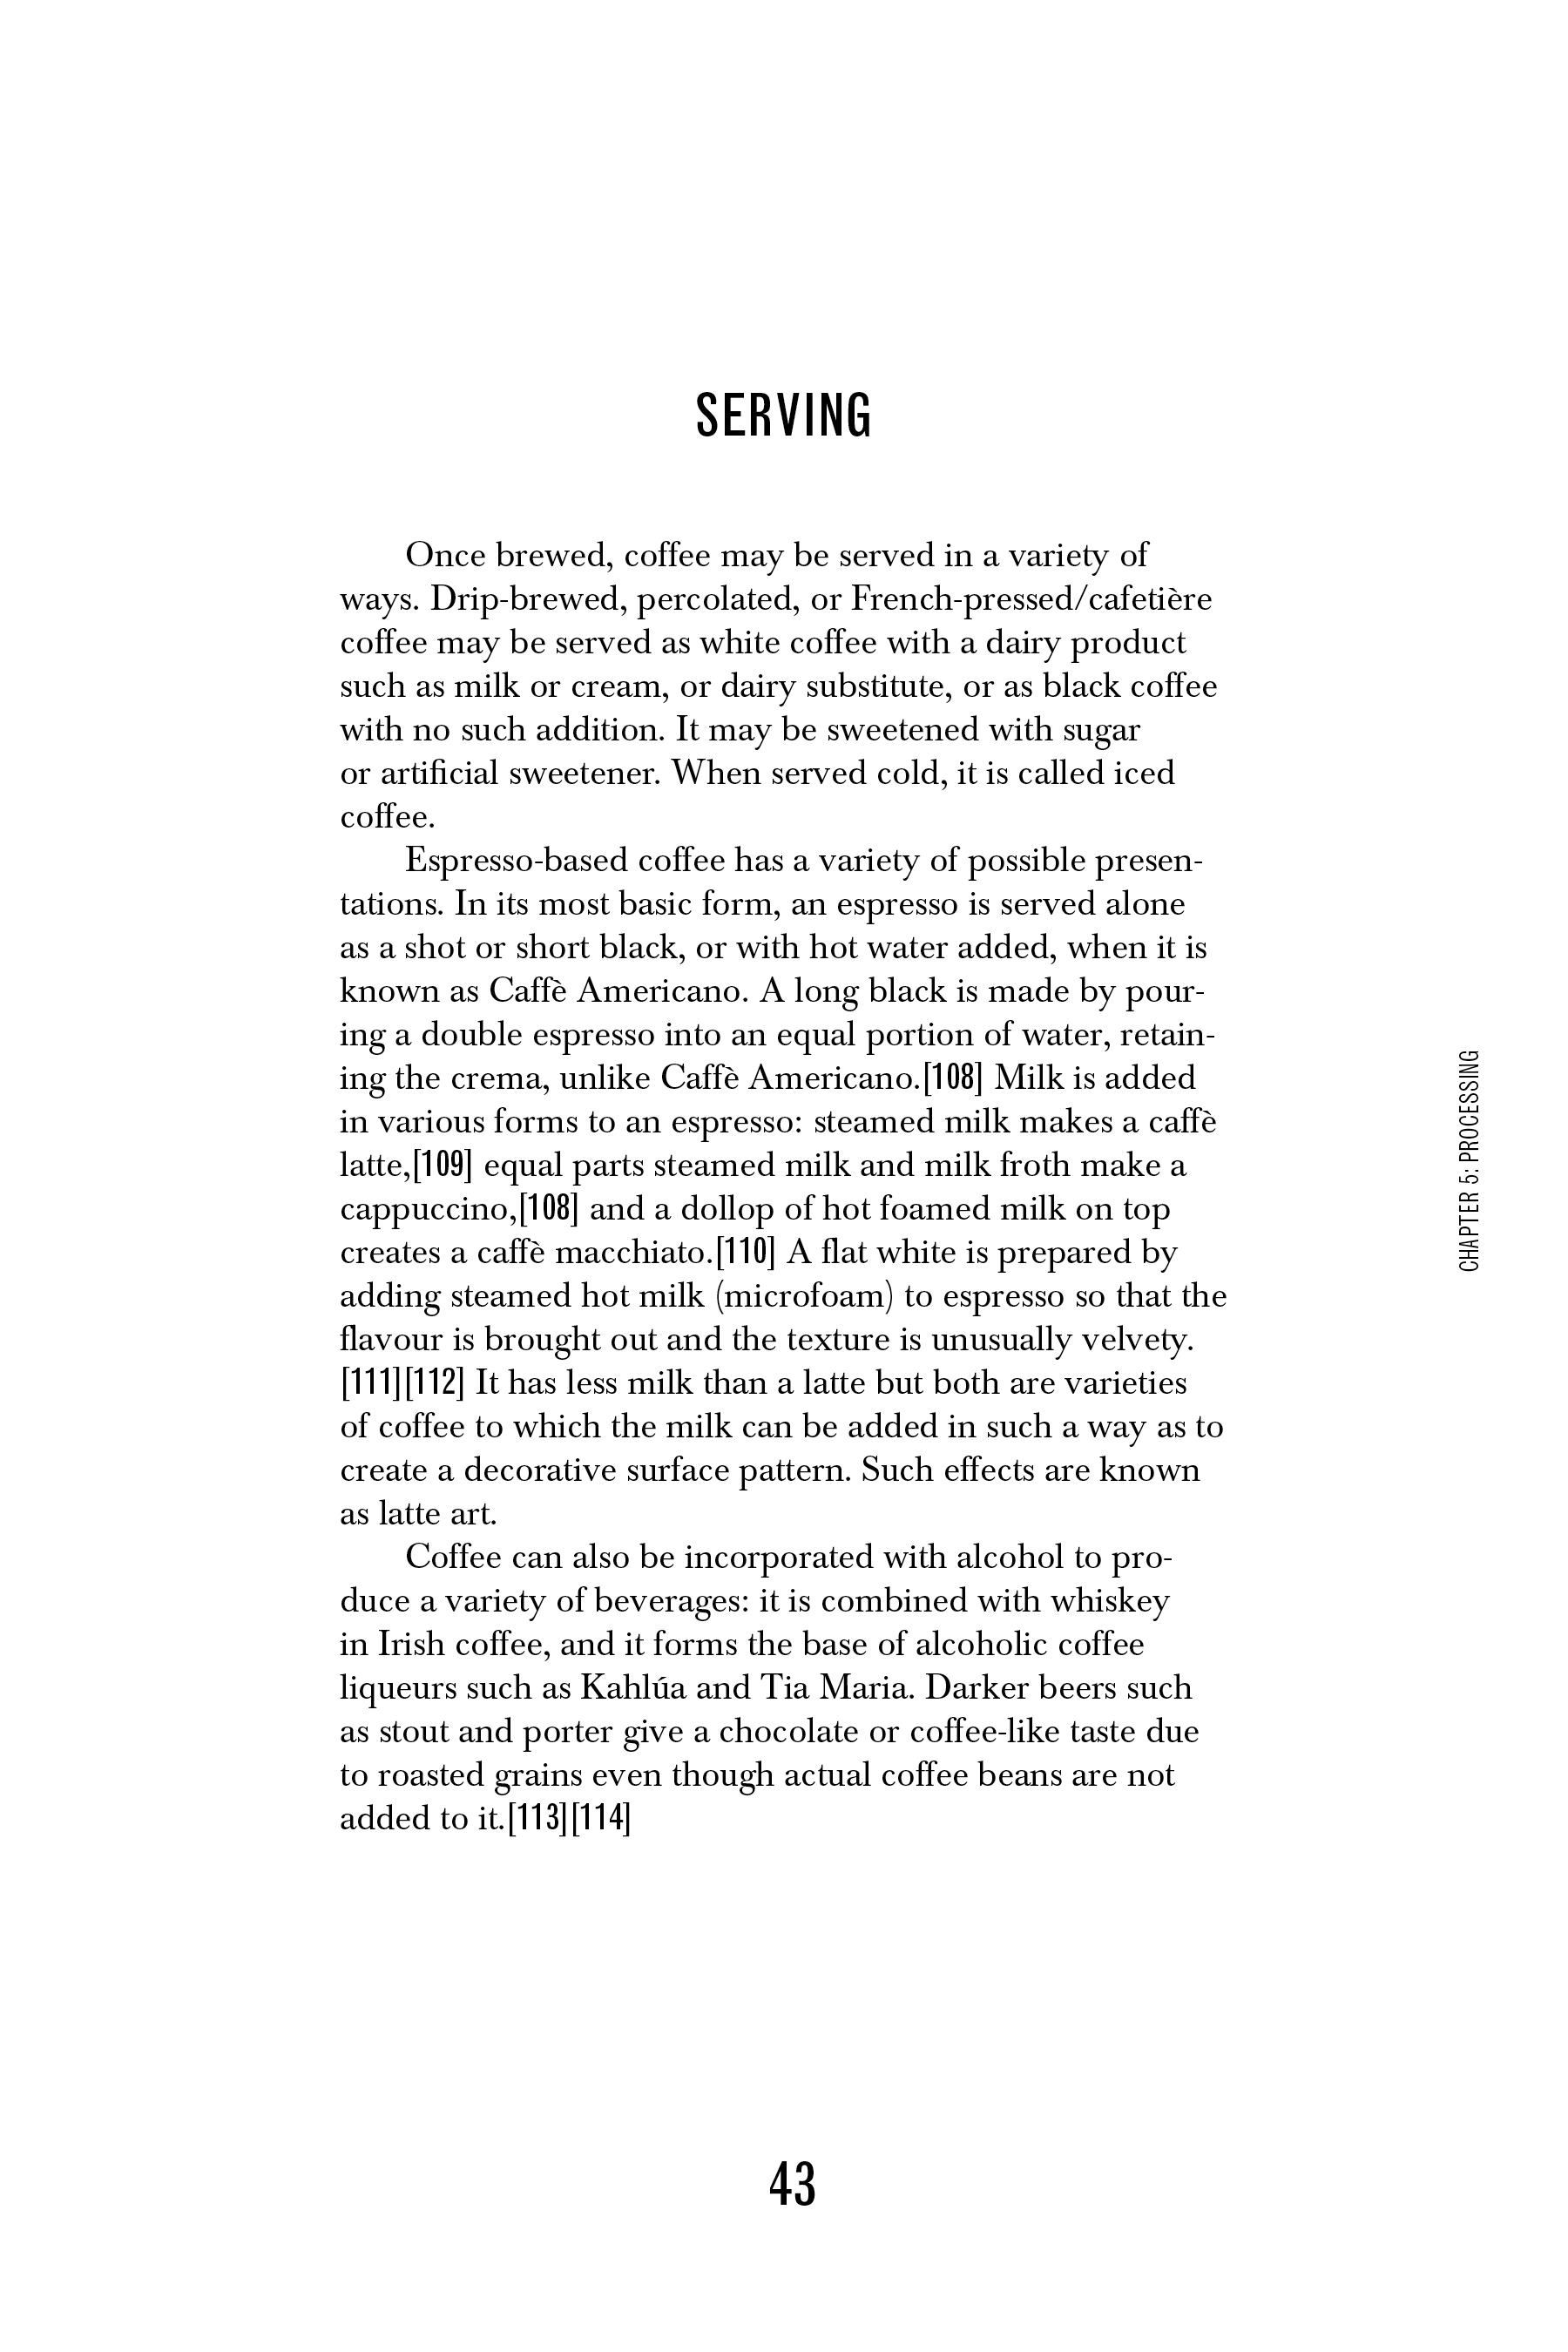 SERVING
Once brewed, coffee may be served in a variety of
ways. Drip-brewed, percolated, or French-pressed/cafetière
coffee may be served as white coffee with a dairy product
such as milk or cream, or dairy substitute, or as black coffee
with no such addition. It may be sweetened with sugar
or artificial sweetener. When served cold, it is called iced
coffee.
Espresso-based coffee has a variety of possible presen-
tations. In its most basic form, an espresso is served alone
as a shot or short black, or with hot water added, when it is
known as Caffè Americano. A long black is made by pour-
ing a double espresso into an equal portion of water, retain-
ing the crema, unlike Caffè Americano.[108] Milk is added
in various forms to an espresso: steamed milk makes a caffè
latte,[109] equal parts steamed milk and milk froth make a
cappuccino,[108] and a dollop of hot foamed milk on top
creates a caffè macchiato.[110] A flat white is prepared by
adding steamed hot milk (microfoam) to espresso so that the
flavour is brought out and the texture is unusually velvety.
[111][112] It has less milk than a latte but both are varieties
of coffee to which the milk can be added in such a way as to
create a decorative surface pattern. Such effects are known
as latte art.
Coffee can also be incorporated with alcohol to pro-
duce a variety of beverages: it is combined with whiskey
in Irish coffee, and it forms the base of alcoholic coffee
liqueurs such as Kahlúa and Tia Maria. Darker beers such
as stout and porter give a chocolate or coffee-like taste due
to roasted grains even though actual coffee beans are not
added to it.[113][114]
CHAPTER 5: PROCESSING
43